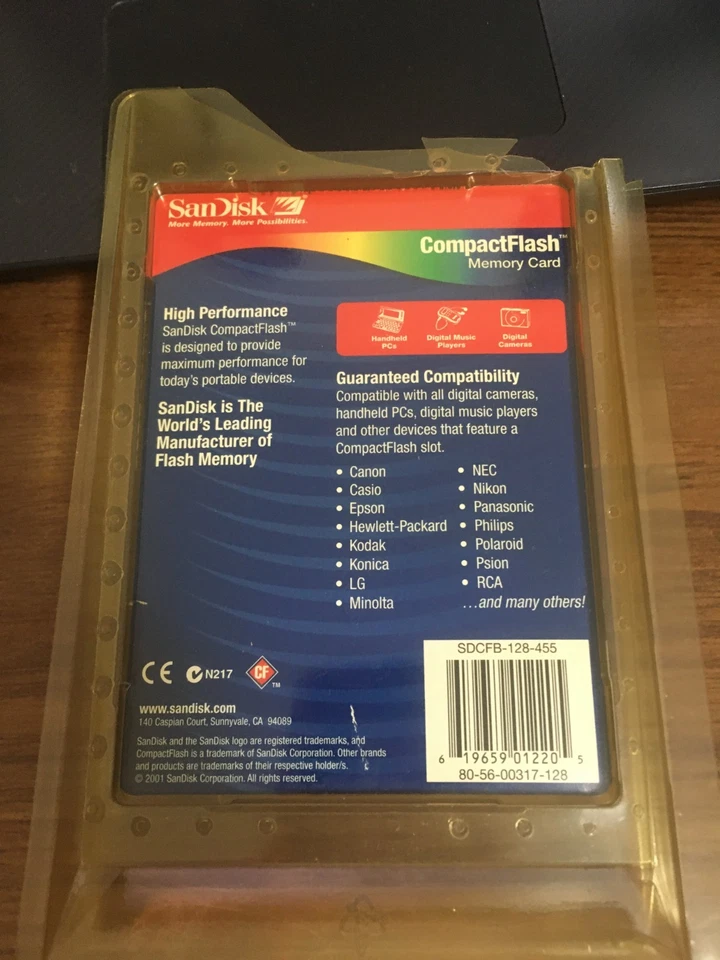 SanDisk
More Memory. More Possibilities.
CompactFlash™
Memory Card
High Performance
SanDisk CompactFlash™
is designed to provide
maximum performance for
today's portable devices.
SanDisk is The
World's Leading
Manufacturer of
Flash Memory
Handheld
PCs
Digital Music
Players
Digital
Cameras
Guaranteed Compatibility
Compatible with all digital cameras,
handheld PCs, digital music players
and other devices that feature a
CompactFlash slot.
• Canon
• Casio
• Epson
• Hewlett-Packard
• Kodak
• Konica
• LG
• Minolta
• NEC
• Nikon
• Panasonic
• Philips
• Polaroid
• Psion
• RCA
...and many others!
CE N217 CF™
www.sandisk.com
140 Caspian Court, Sunnyvale, CA 94089
SanDisk and the SanDisk logo are registered trademarks, and
CompactFlash is a trademark of SanDisk Corporation. Other brands
and products are trademarks of their respective holder/s.
© 2001 SanDisk Corporation. All rights reserved.
SDCFB-128-455
6 19659 01220 5
80-56-00317-128